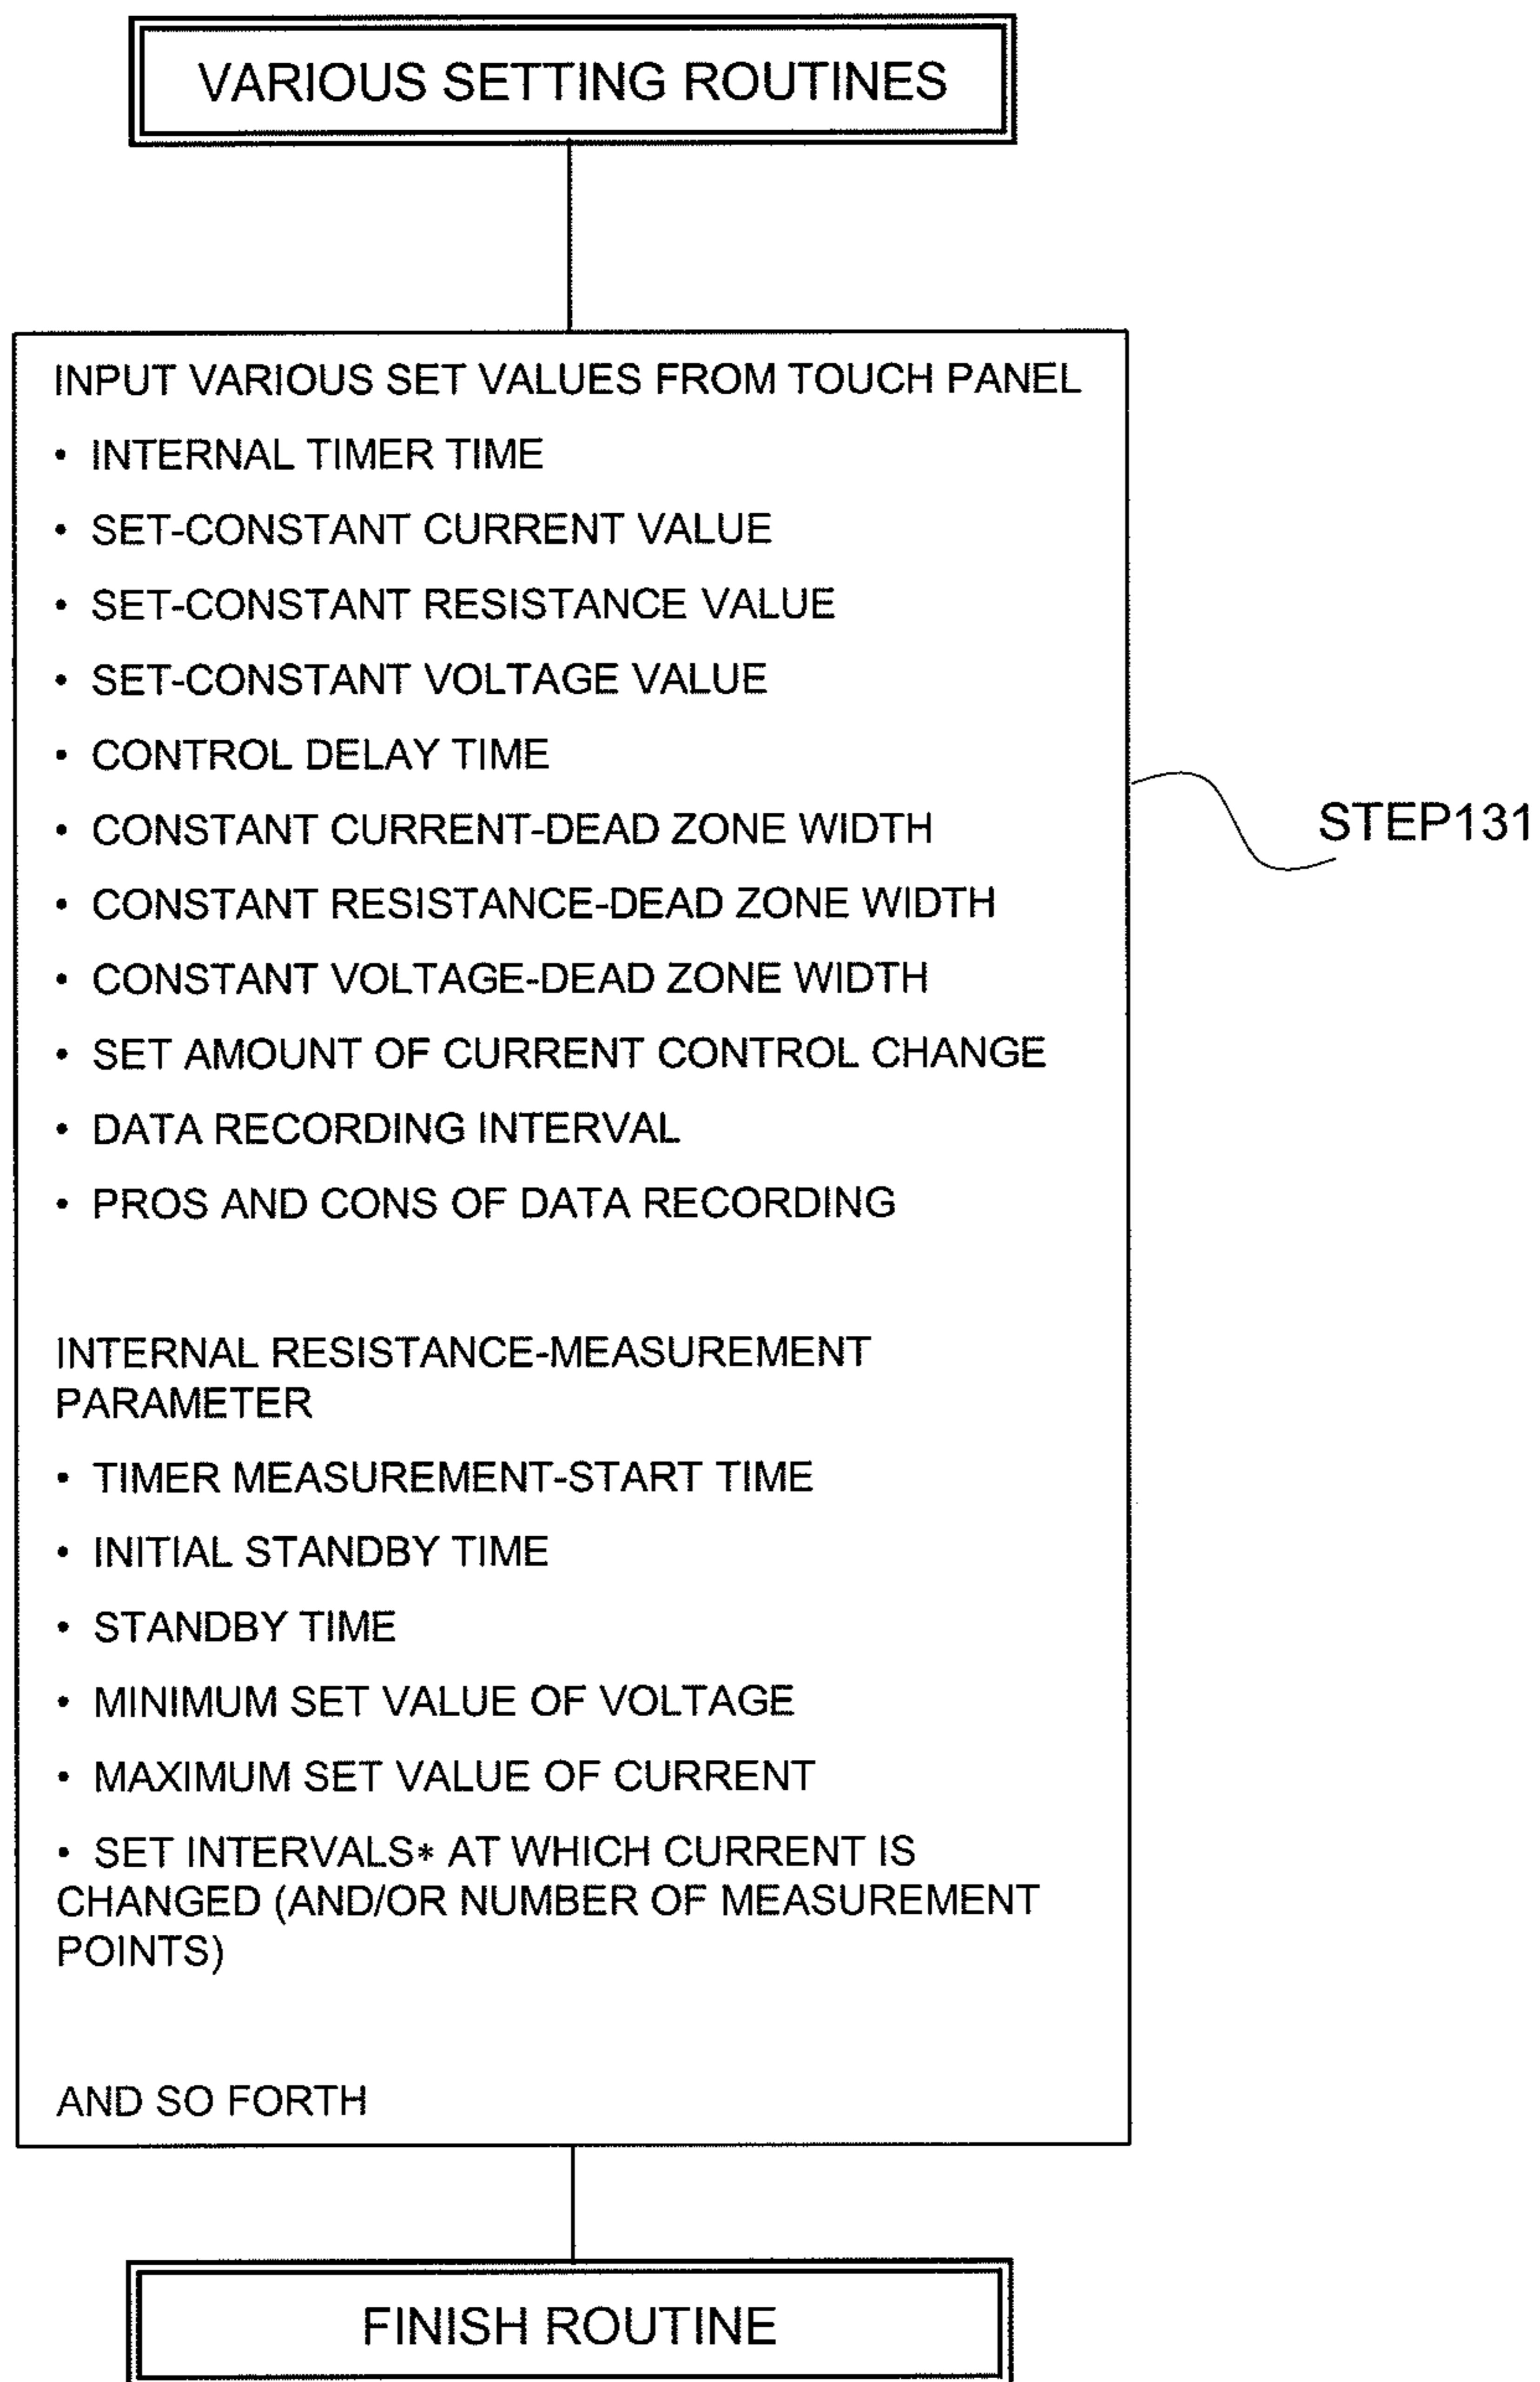 VARIOUS SETTING ROUTINES
INPUT VARIOUS SET VALUES FROM TOUCH PANEL
• INTERNAL TIMER TIME
• SET-CONSTANT CURRENT VALUE
• SET-CONSTANT RESISTANCE VALUE
• SET-CONSTANT VOLTAGE VALUE
• CONTROL DELAY TIME
• CONSTANT CURRENT-DEAD ZONE WIDTH
• CONSTANT RESISTANCE-DEAD ZONE WIDTH
• CONSTANT VOLTAGE-DEAD ZONE WIDTH
• SET AMOUNT OF CURRENT CONTROL CHANGE
• DATA RECORDING INTERVAL
• PROS AND CONS OF DATA RECORDING
INTERNAL RESISTANCE-MEASUREMENT
PARAMETER
• TIMER MEASUREMENT-START TIME
• INITIAL STANDBY TIME
• STANDBY TIME
• MINIMUM SET VALUE OF VOLTAGE
• MAXIMUM SET VALUE OF CURRENT
• SET INTERVALS* AT WHICH CURRENT IS
CHANGED (AND/OR NUMBER OF MEASUREMENT
POINTS)
AND SO FORTH
STEP131
FINISH ROUTINE